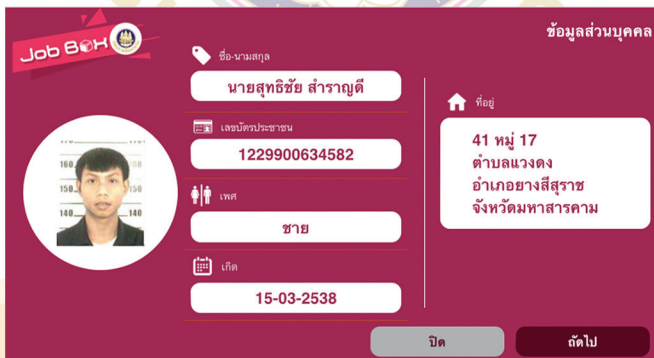 Job Box
ข้อมูลส่วนบุคคล
ชื่อ-นามสกุล
นายสุทธิชัย สำราญดี
เลขบัตรประชาชน
1229900634582
เพศ
ชาย
เกิด
15-03-2538
ที่อยู่
41 หมู่ 17
ตำบลแวงดง
อำเภอยางสีสุราช
จังหวัดมหาสารคาม
160
150 150
140 140
ปิด
ถัดไป